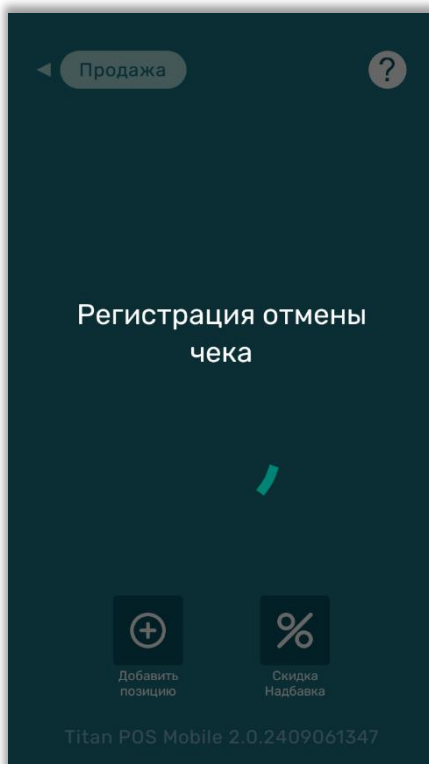 Продажа
?
Регистрация отмены
чека
Добавить
позицию
Скидка
Надбавка
Titan POS Mobile 2.0.2409061347